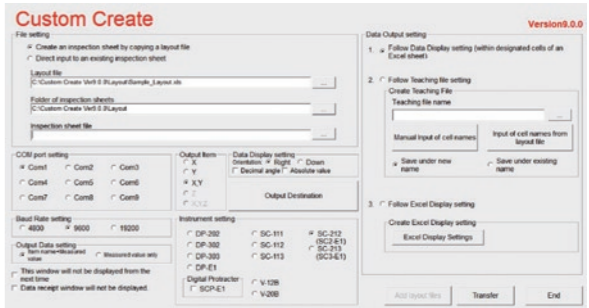 Custom Create
Version9.0.0
File setting
Create an inspection sheet by copying a layout file
Direct input to an existing inspection sheet
Layout file
C:\Custom Create Ver9.0.0\Layout\Sample_Layout.xls
...
Folder of inspection sheets
C:\Custom Create Ver9.0.0\Layout
...
Inspection sheet file
...
COM port setting
Com1 Com2 Com3
Com4 Com5 Com6
Com7 Com8 Com9
Output Item
X
Y
X,Y
Z
X,Y,Z
Data Display setting
Orientation: Right Down
Decimal angle Absolute value
Output Destination
Baud Rate setting
4800 9600 19200
Output Data setting
Item name+Measured value
Measured value only
This window will not be displayed from the
next time
Data receipt window will not be displayed.
Instrument setting
DP-202 SC-111 SC-212
(SC2-E1)
DP-302 SC-112 SC-213
(SC3-E1)
DP-303 SC-113
DP-E1
Digital Protracter
SCP-E1
V-12B
V-20B
Data Output setting
1. Follow Data Display setting (within designated cells of an
Excel sheet)
2. Follow Teaching file setting
Create Teaching File
Teaching file name
...
Manual Input of cell names
Input of cell names from
layout file
Save under new
name
Save under existing
name
3. Follow Excel Display setting
Create Excel Display setting
Excel Display Settings
Add layout files
Transfer
End